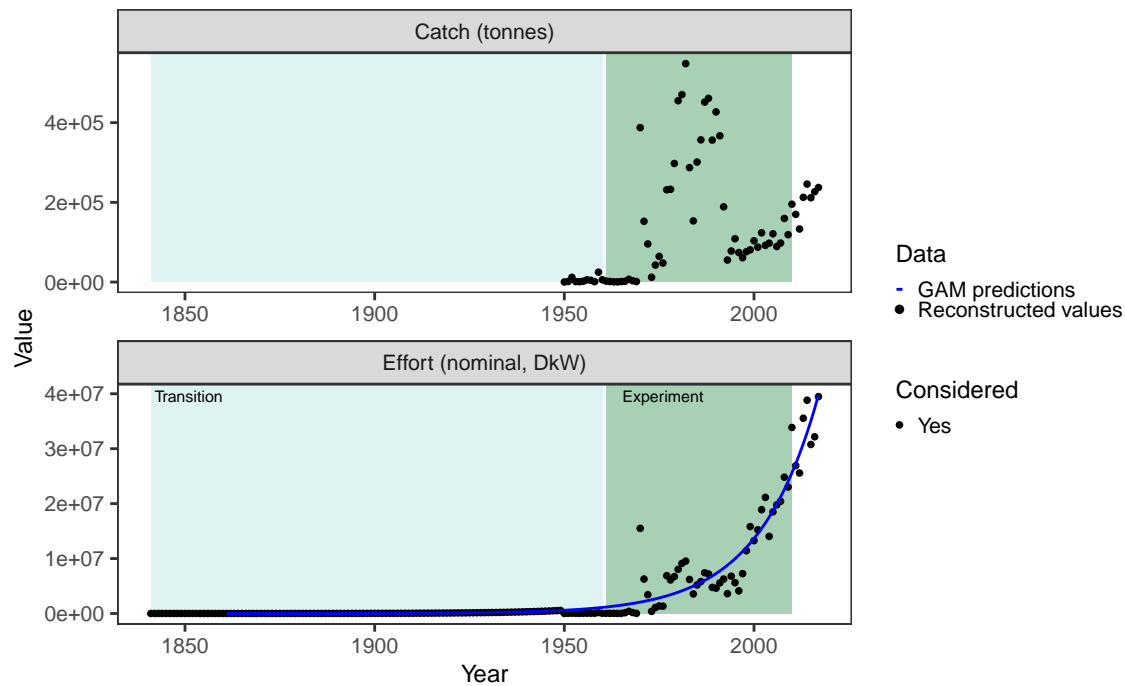 Catch (tonnes)
4e+05
2e+05
0e+00
1850 1900 1950 2000
Value
Effort (nominal, DkW)
Transition Experiment
4e+07
3e+07
2e+07
1e+07
0e+00
1850 1900 1950 2000
Year
Data
GAM predictions
Reconstructed values
Considered
Yes